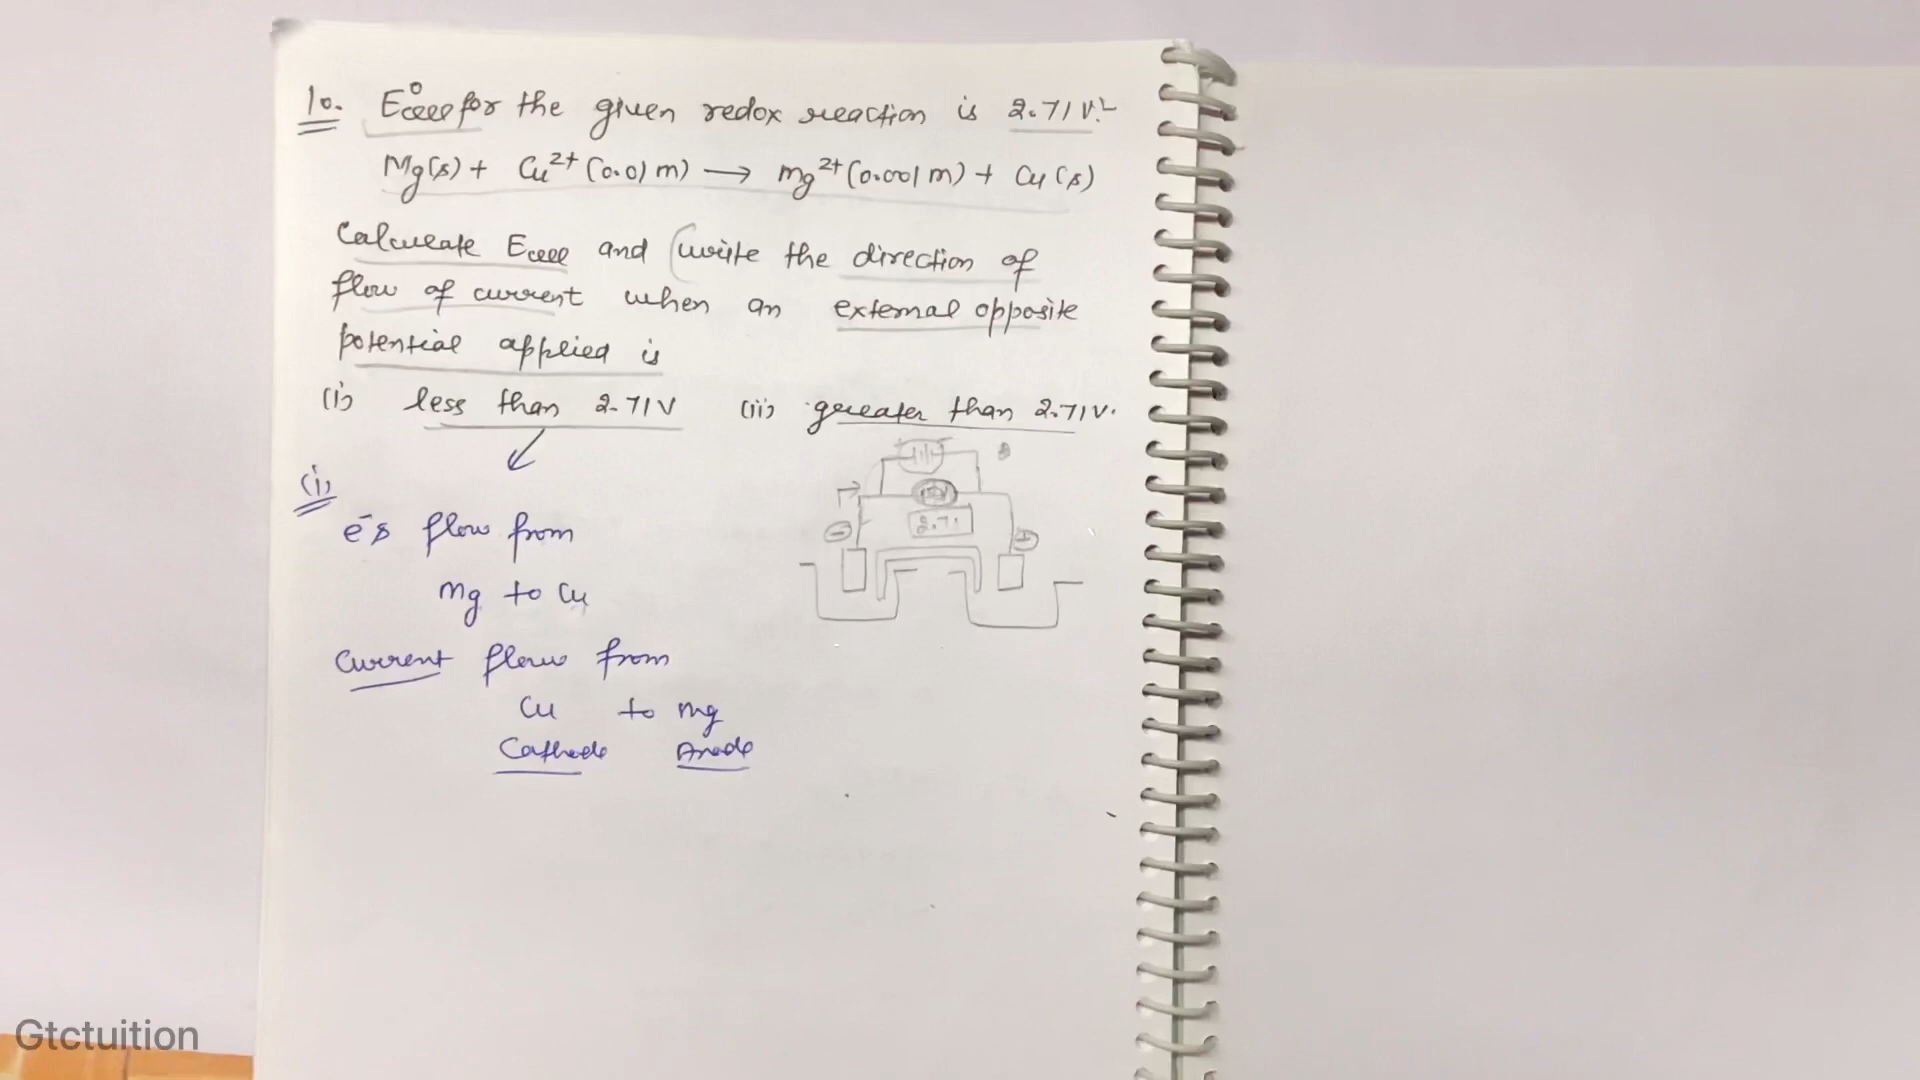 10. E°cell for the given redox reaction is 2.71 V.
Mg(s) + Cu²⁺ (0.01 m) → mg²⁺ (0.001 m) + Cu(s)
Calculate Ecell and write the direction of
flow of current when an external opposite
potential applied is
(i) less than 2.71V (ii) greater than 2.71V.
(i)
e⁻s flow from
mg to Cu
2.71
Current flow from
Cu to mg
Cathode Anode
Gtctuition